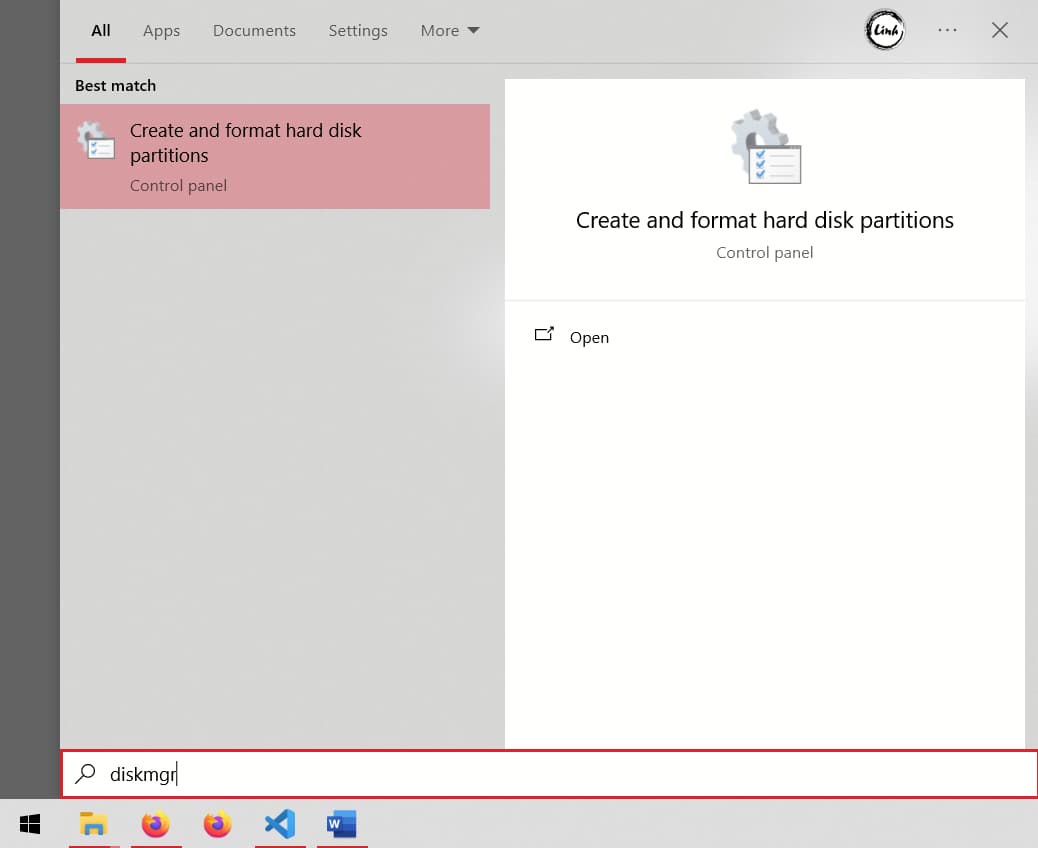 All Apps Documents Settings More Linh
Best match
Create and format hard disk
partitions
Control panel
Create and format hard disk partitions
Control panel
Open
diskmgr
W